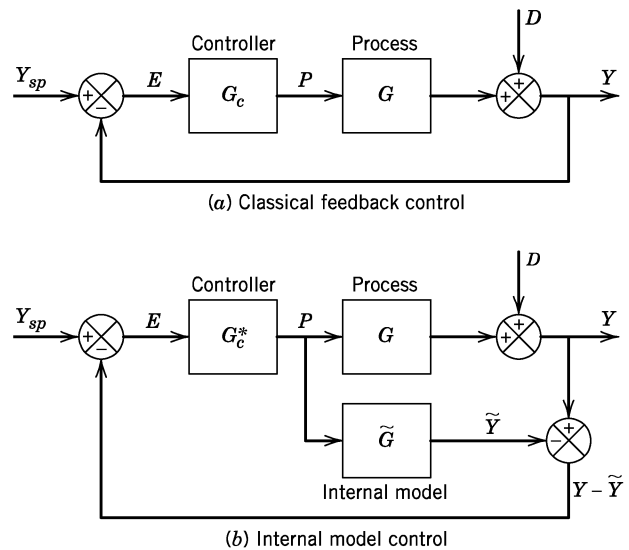 D
Controller
Process
Y_sp
E
P
Y
+
−
G_c
G
+
+
(a) Classical feedback control
D
Controller
Process
Y_sp
E
P
Y
+
−
G_c^*
G
+
+
G̃
Ỹ
−
+
Internal model
Y − Ỹ
(b) Internal model control